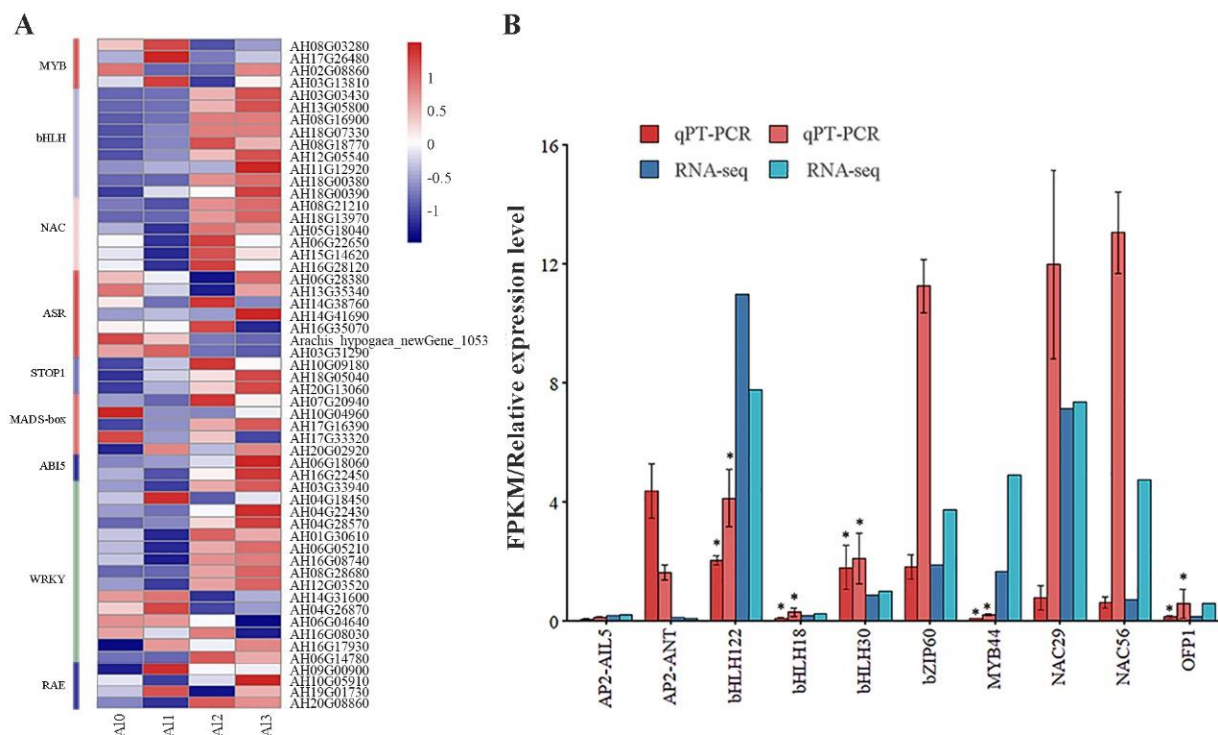 A
MYB
bHLH
NAC
ASR
STOP1
MADS-box
ABI5
WRKY
RAE
AH08G03280
AH17G26480
AH02G08860
AH03G13810
AH03G03430
AH13G05800
AH08G16900
AH18G07330
AH08G18770
AH12G05540
AH11G12920
AH18G00380
AH18G00390
AH08G21210
AH18G13970
AH05G18040
AH06G22650
AH15G14620
AH16G28120
AH06G28380
AH13G35340
AH14G38760
AH14G41690
AH16G35070
Arachis_hypogaea_newGene_1053
AH03G31290
AH10G09180
AH18G05040
AH20G13060
AH07G20940
AH10G04960
AH17G16390
AH17G33320
AH20G02920
AH06G18060
AH16G22450
AH03G33940
AH04G18450
AH04G22430
AH04G28570
AH01G30610
AH06G05210
AH16G08740
AH08G28680
AH12G03520
AH14G31600
AH04G26870
AH06G04640
AH16G08030
AH16G17930
AH06G14780
AH09G00900
AH10G05910
AH19G01730
AH20G08860
Al0 Al1 Al2 Al3
1
0.5
0
-0.5
-1
B
qPT-PCR qPT-PCR
RNA-seq RNA-seq
FPKM/Relative expression level
16
12
8
4
0
* * * * * * * * * *
AP2-AIL5
AP2-ANT
bHLH122
bHLH18
bHLH30
bZIP60
MYB44
NAC29
NAC56
OFP1